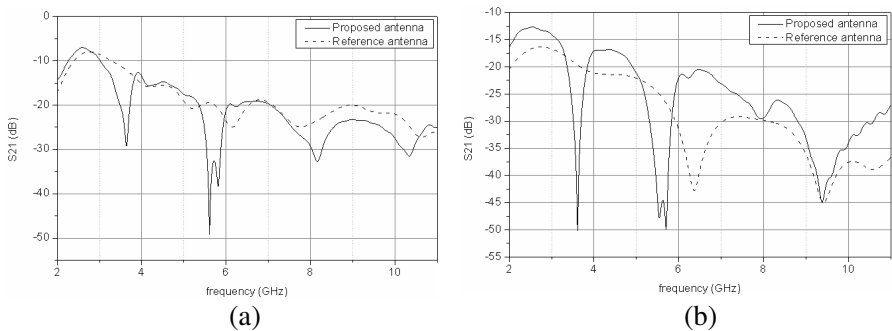 0
-10
-20
-30
-40
-50
S21 (dB)
Proposed antenna
Reference antenna
2
4
6
8
10
frequency (GHz)
(a)
-10
-15
-20
-25
-30
-35
-40
-45
-50
-55
S21 (dB)
Proposed antenna
Reference antenna
2
4
6
8
10
frequency (GHz)
(b)